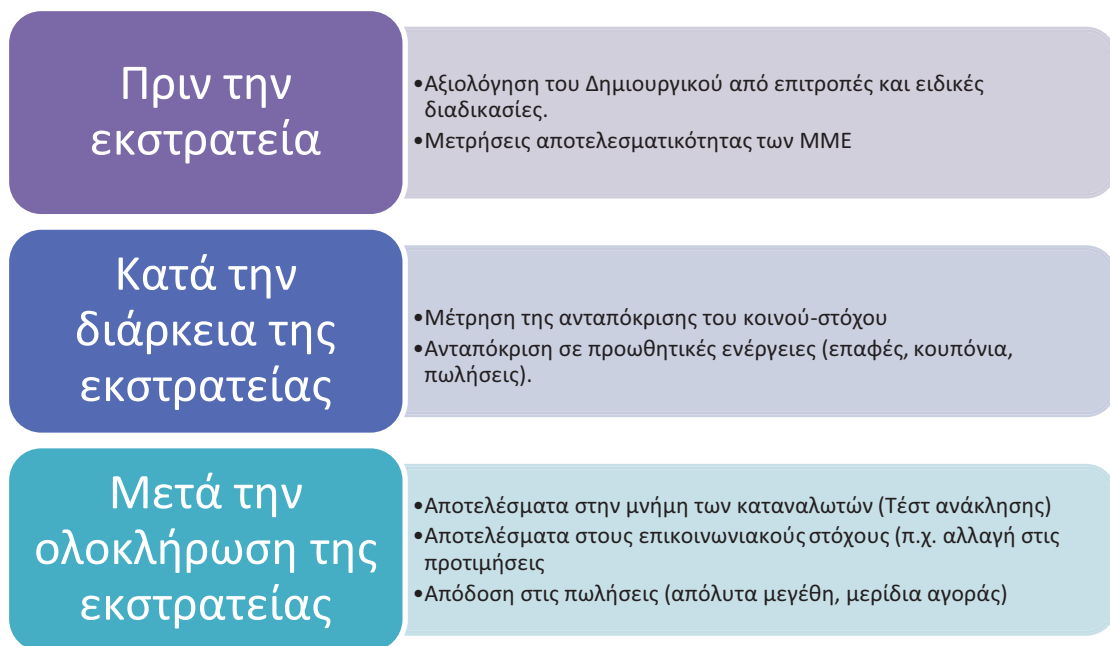 Πριν την
εκστρατεία
•Αξιολόγηση του Δημιουργικού από επιτροπές και ειδικές
διαδικασίες.
•Μετρήσεις αποτελεσματικότητας των ΜΜΕ
Κατά την
διάρκεια της
εκστρατείας
•Μέτρηση της ανταπόκρισης του κοινού-στόχου
•Ανταπόκριση σε προωθητικές ενέργειες (επαφές, κουπόνια,
πωλήσεις).
Μετά την
ολοκλήρωση της
εκστρατείας
•Αποτελέσματα στην μνήμη των καταναλωτών (Τέστ ανάκλησης)
•Αποτελέσματα στους επικοινωνιακούς στόχους (π.χ. αλλαγή στις
προτιμήσεις
•Απόδοση στις πωλήσεις (απόλυτα μεγέθη, μερίδια αγοράς)